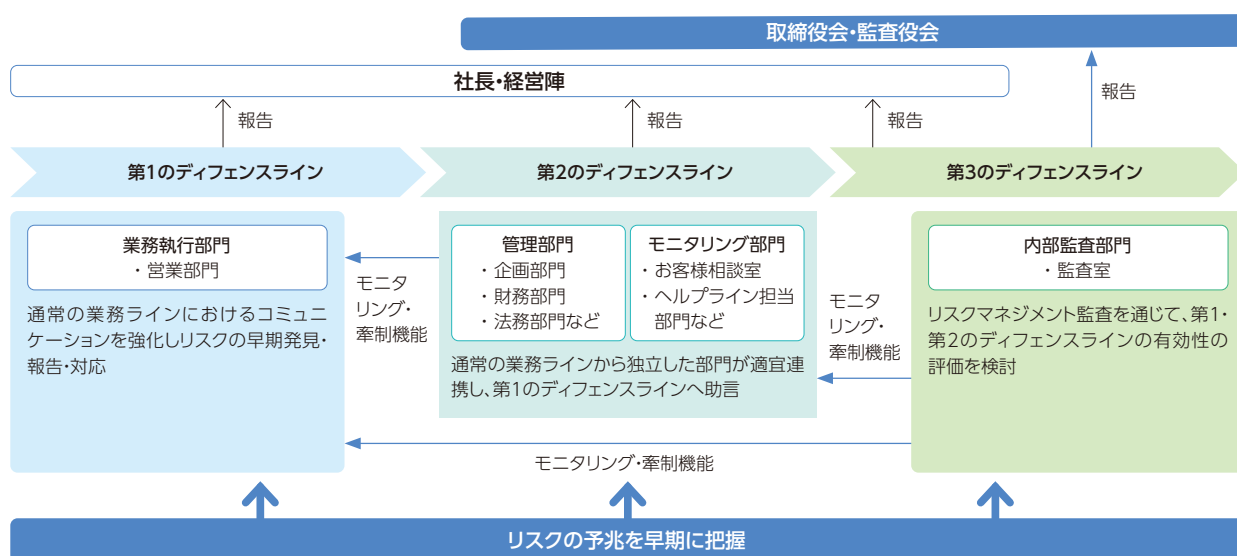 取締役会・監査役会
社長・経営陣
報告
報告
報告
報告
第1のディフェンスライン
第2のディフェンスライン
第3のディフェンスライン
業務執行部門
・営業部門
通常の業務ラインにおけるコミュニ
ケーションを強化しリスクの早期発見・
報告・対応
モニタ
リング・
牽制機能
管理部門
・企画部門
・財務部門
・法務部門など
モニタリング部門
・お客様相談室
・ヘルプライン担当
部門など
通常の業務ラインから独立した部門が適宜連
携し、第1のディフェンスラインへ助言
モニタ
リング・
牽制機能
内部監査部門
・監査室
リスクマネジメント監査を通じて、第1・
第2のディフェンスラインの有効性の
評価を検討
モニタリング・牽制機能
リスクの予兆を早期に把握